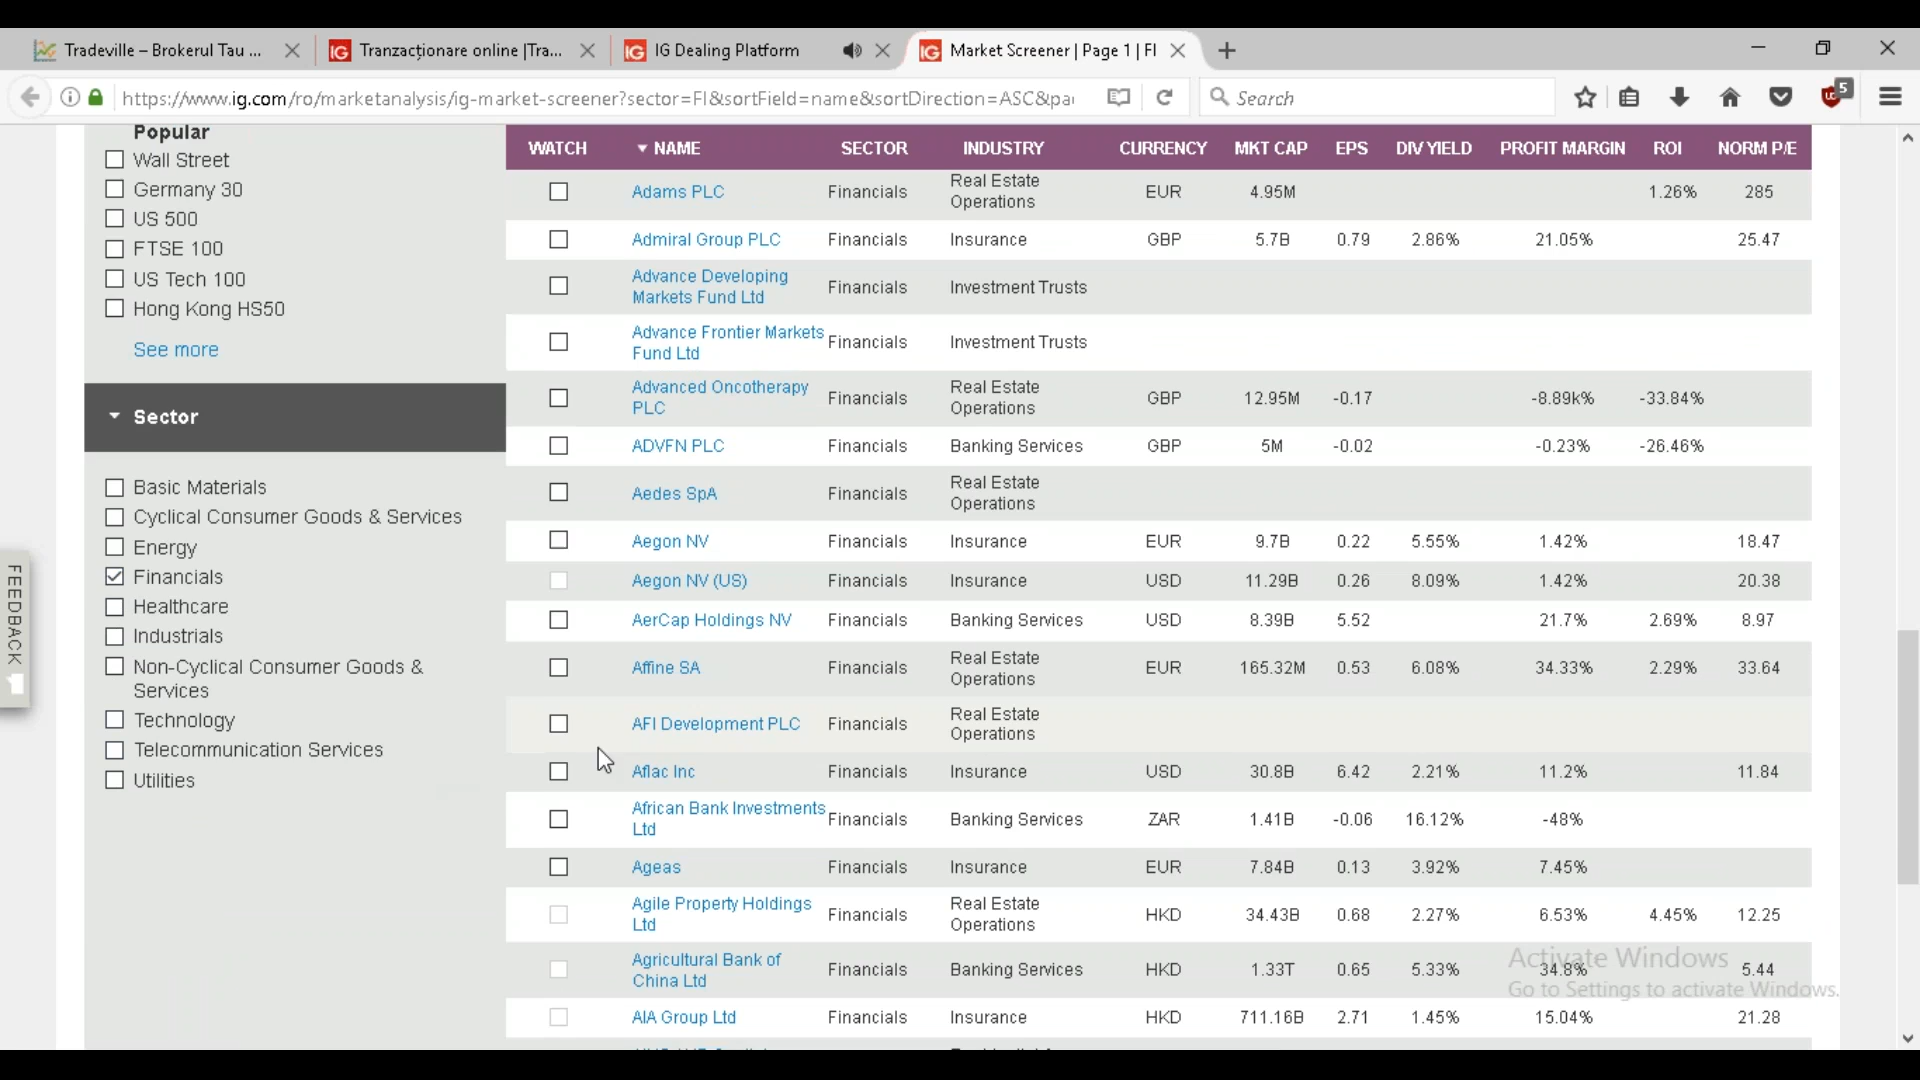 Tradeville – Brokerul Tau ...
Tranzacționare online |Tra...
IG Dealing Platform
Market Screener | Page 1 | FI
https://www.ig.com/ro/marketanalysis/ig-market-screener?sector=FI&sortField=name&sortDirection=ASC&pa
Search
5
Popular
Wall Street
Germany 30
US 500
FTSE 100
US Tech 100
Hong Kong HS50
See more
Sector
Basic Materials
Cyclical Consumer Goods & Services
Energy
Financials
Healthcare
Industrials
Non-Cyclical Consumer Goods &
Services
Technology
Telecommunication Services
Utilities
FEEDBACK
WATCH NAME SECTOR INDUSTRY CURRENCY MKT CAP EPS DIV YIELD PROFIT MARGIN ROI NORM P/E
Adams PLC Financials Real Estate Operations EUR 4.95M 1.26% 285
Admiral Group PLC Financials Insurance GBP 5.7B 0.79 2.86% 21.05% 25.47
Advance Developing Markets Fund Ltd Financials Investment Trusts
Advance Frontier Markets Fund Ltd Financials Investment Trusts
Advanced Oncotherapy PLC Financials Real Estate Operations GBP 12.95M -0.17 -8.89k% -33.84%
ADVFN PLC Financials Banking Services GBP 5M -0.02 -0.23% -26.46%
Aedes SpA Financials Real Estate Operations
Aegon NV Financials Insurance EUR 9.7B 0.22 5.55% 1.42% 18.47
Aegon NV (US) Financials Insurance USD 11.29B 0.26 8.09% 1.42% 20.38
AerCap Holdings NV Financials Banking Services USD 8.39B 5.52 21.7% 2.69% 8.97
Affine SA Financials Real Estate Operations EUR 165.32M 0.53 6.08% 34.33% 2.29% 33.64
AFI Development PLC Financials Real Estate Operations
Aflac Inc Financials Insurance USD 30.8B 6.42 2.21% 11.2% 11.84
African Bank Investments Ltd Financials Banking Services ZAR 1.41B -0.06 16.12% -48%
Ageas Financials Insurance EUR 7.84B 0.13 3.92% 7.45%
Agile Property Holdings Ltd Financials Real Estate Operations HKD 34.43B 0.68 2.27% 6.53% 4.45% 12.25
Agricultural Bank of China Ltd Financials Banking Services HKD 1.33T 0.65 5.33% 34.8% 5.44
AIA Group Ltd Financials Insurance HKD 711.16B 2.71 1.45% 15.04% 21.28
Activate Windows
Go to Settings to activate Windows.